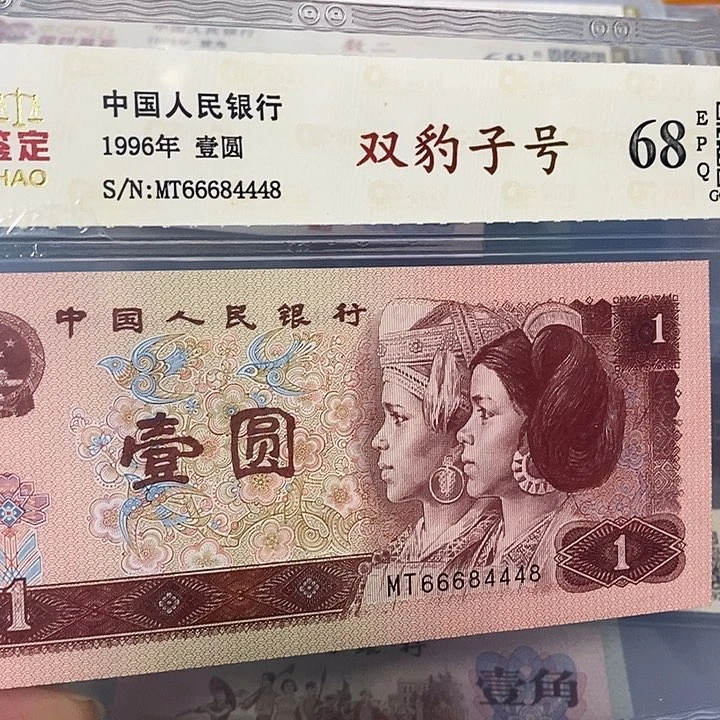 中国人民银行
1996年 壹圆
S/N:MT66684448
鉴定
HAO
双豹子号
68
E
P
Q
中国人民银行
壹圆
1
1
1
MT66684448
壹角